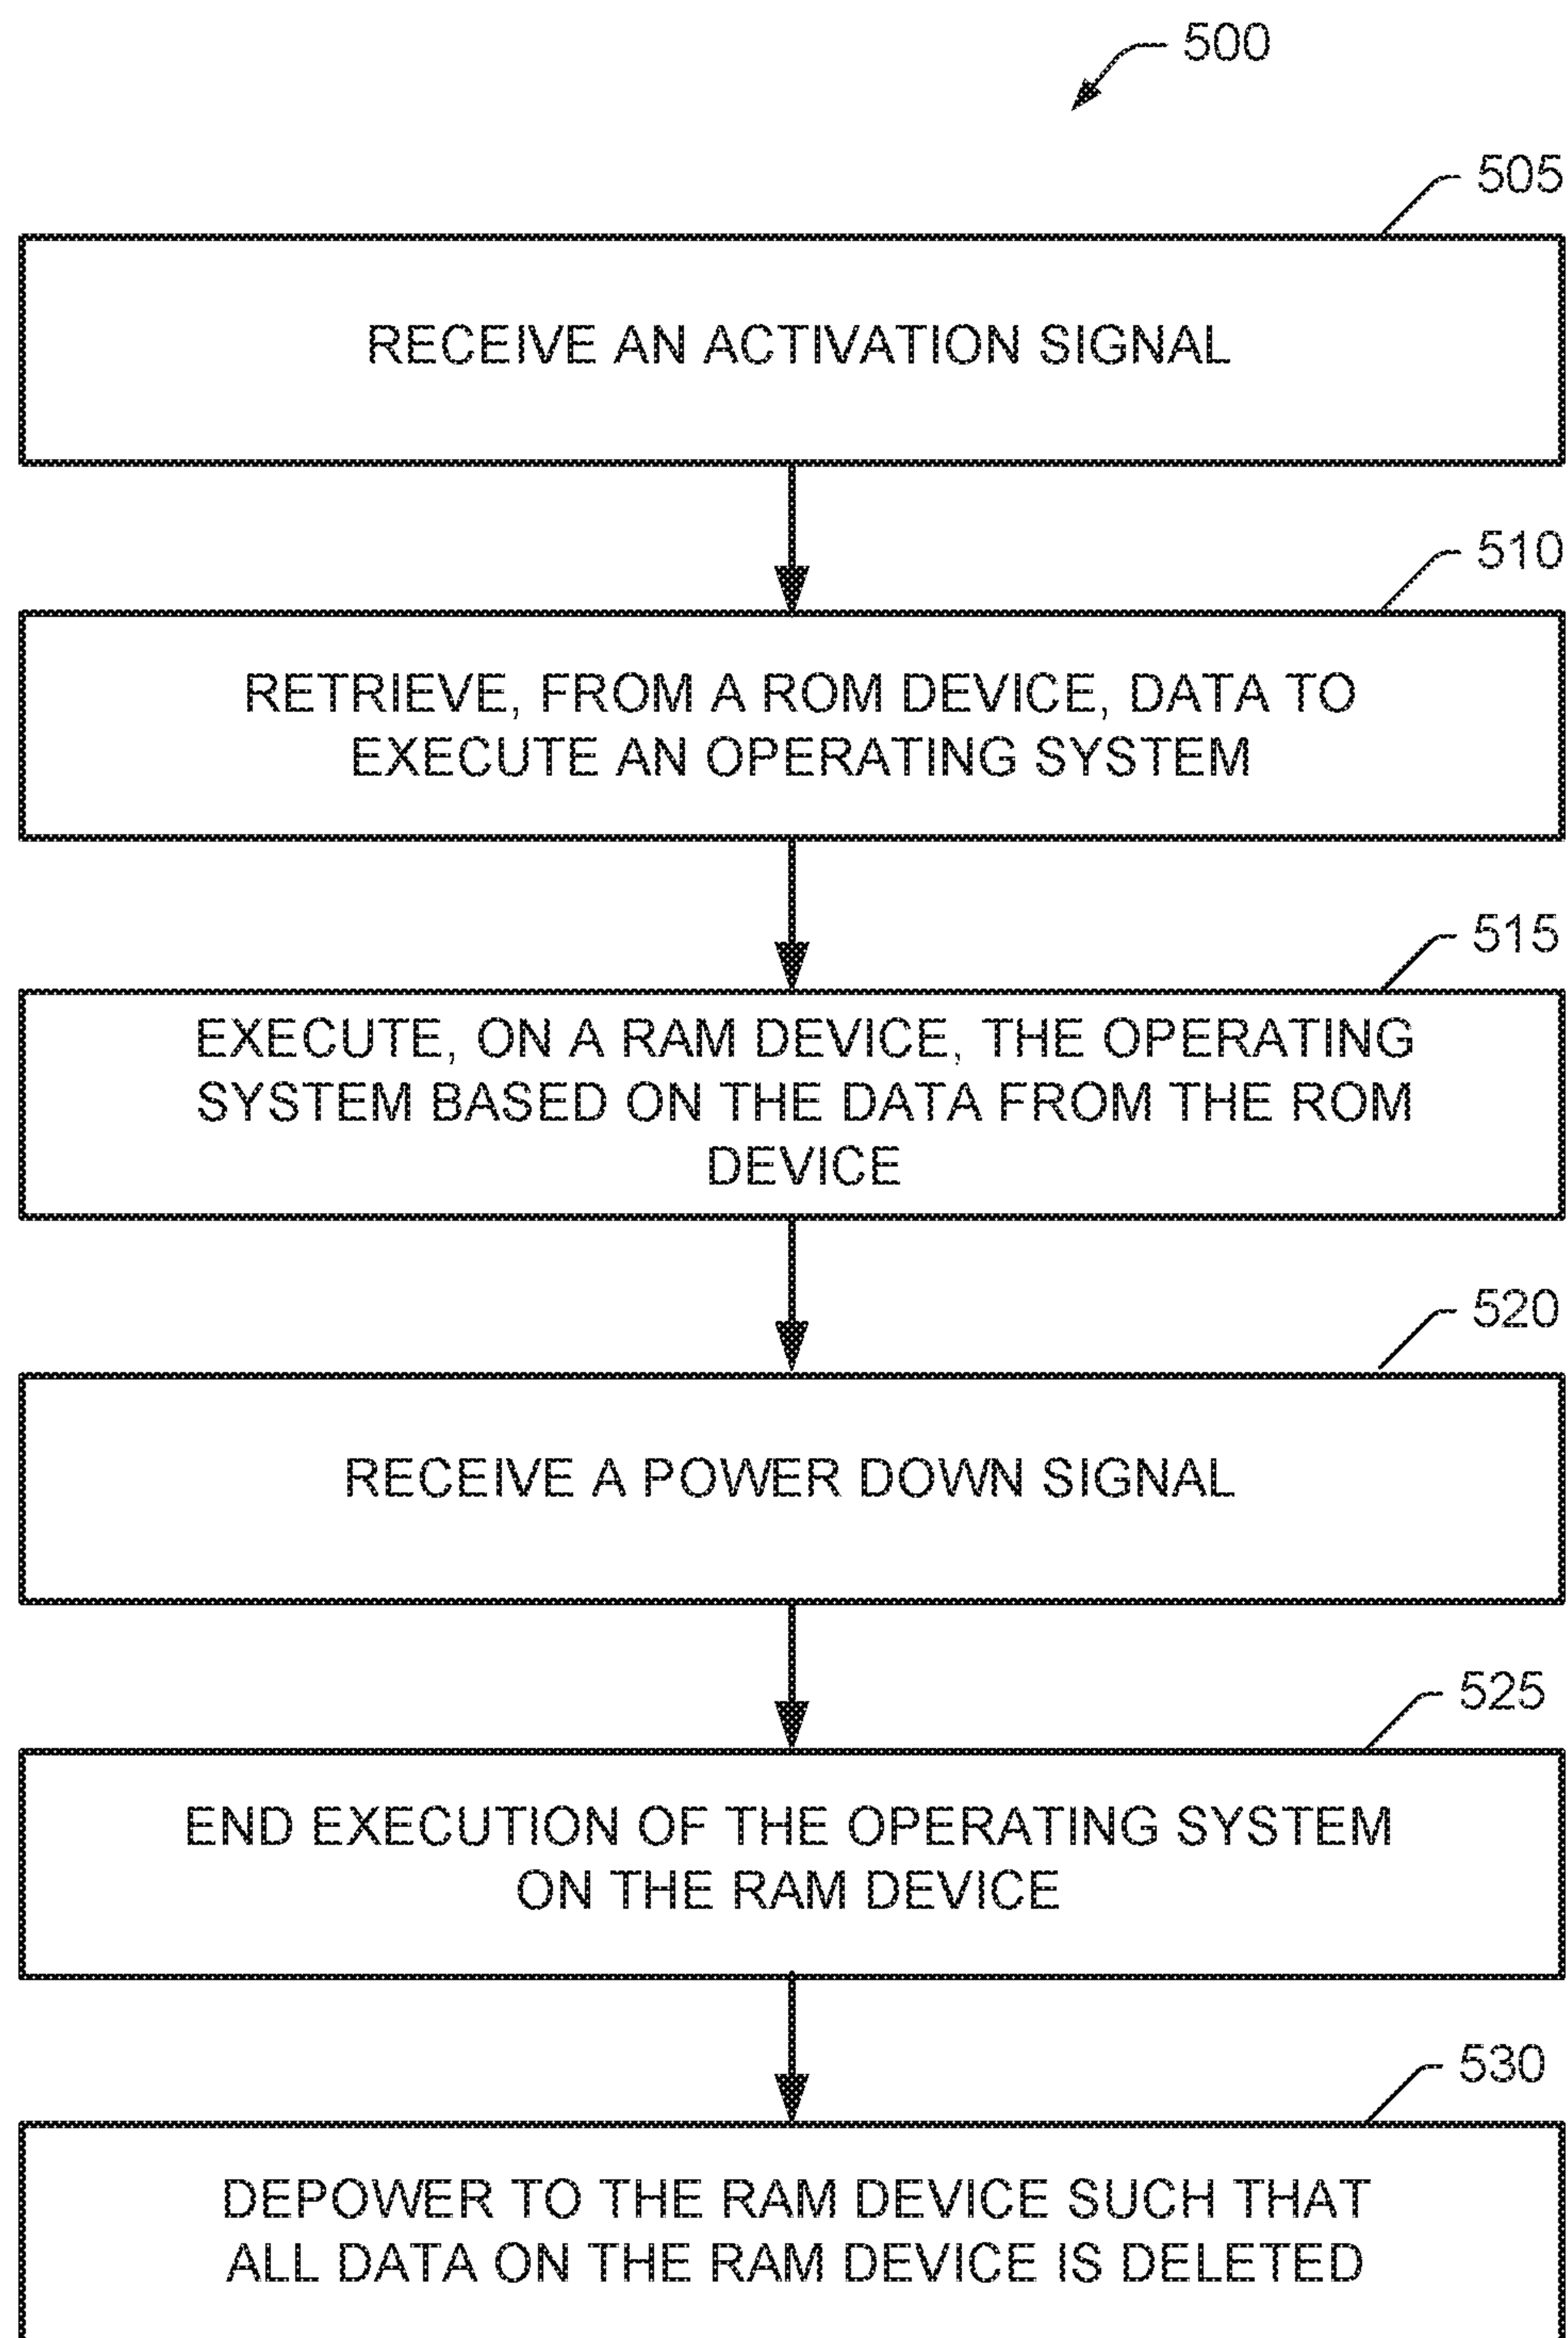 500
505
RECEIVE AN ACTIVATION SIGNAL
510
RETRIEVE, FROM A ROM DEVICE, DATA TO
EXECUTE AN OPERATING SYSTEM
515
EXECUTE, ON A RAM DEVICE, THE OPERATING
SYSTEM BASED ON THE DATA FROM THE ROM
DEVICE
520
RECEIVE A POWER DOWN SIGNAL
525
END EXECUTION OF THE OPERATING SYSTEM
ON THE RAM DEVICE
530
DEPOWER TO THE RAM DEVICE SUCH THAT
ALL DATA ON THE RAM DEVICE IS DELETED